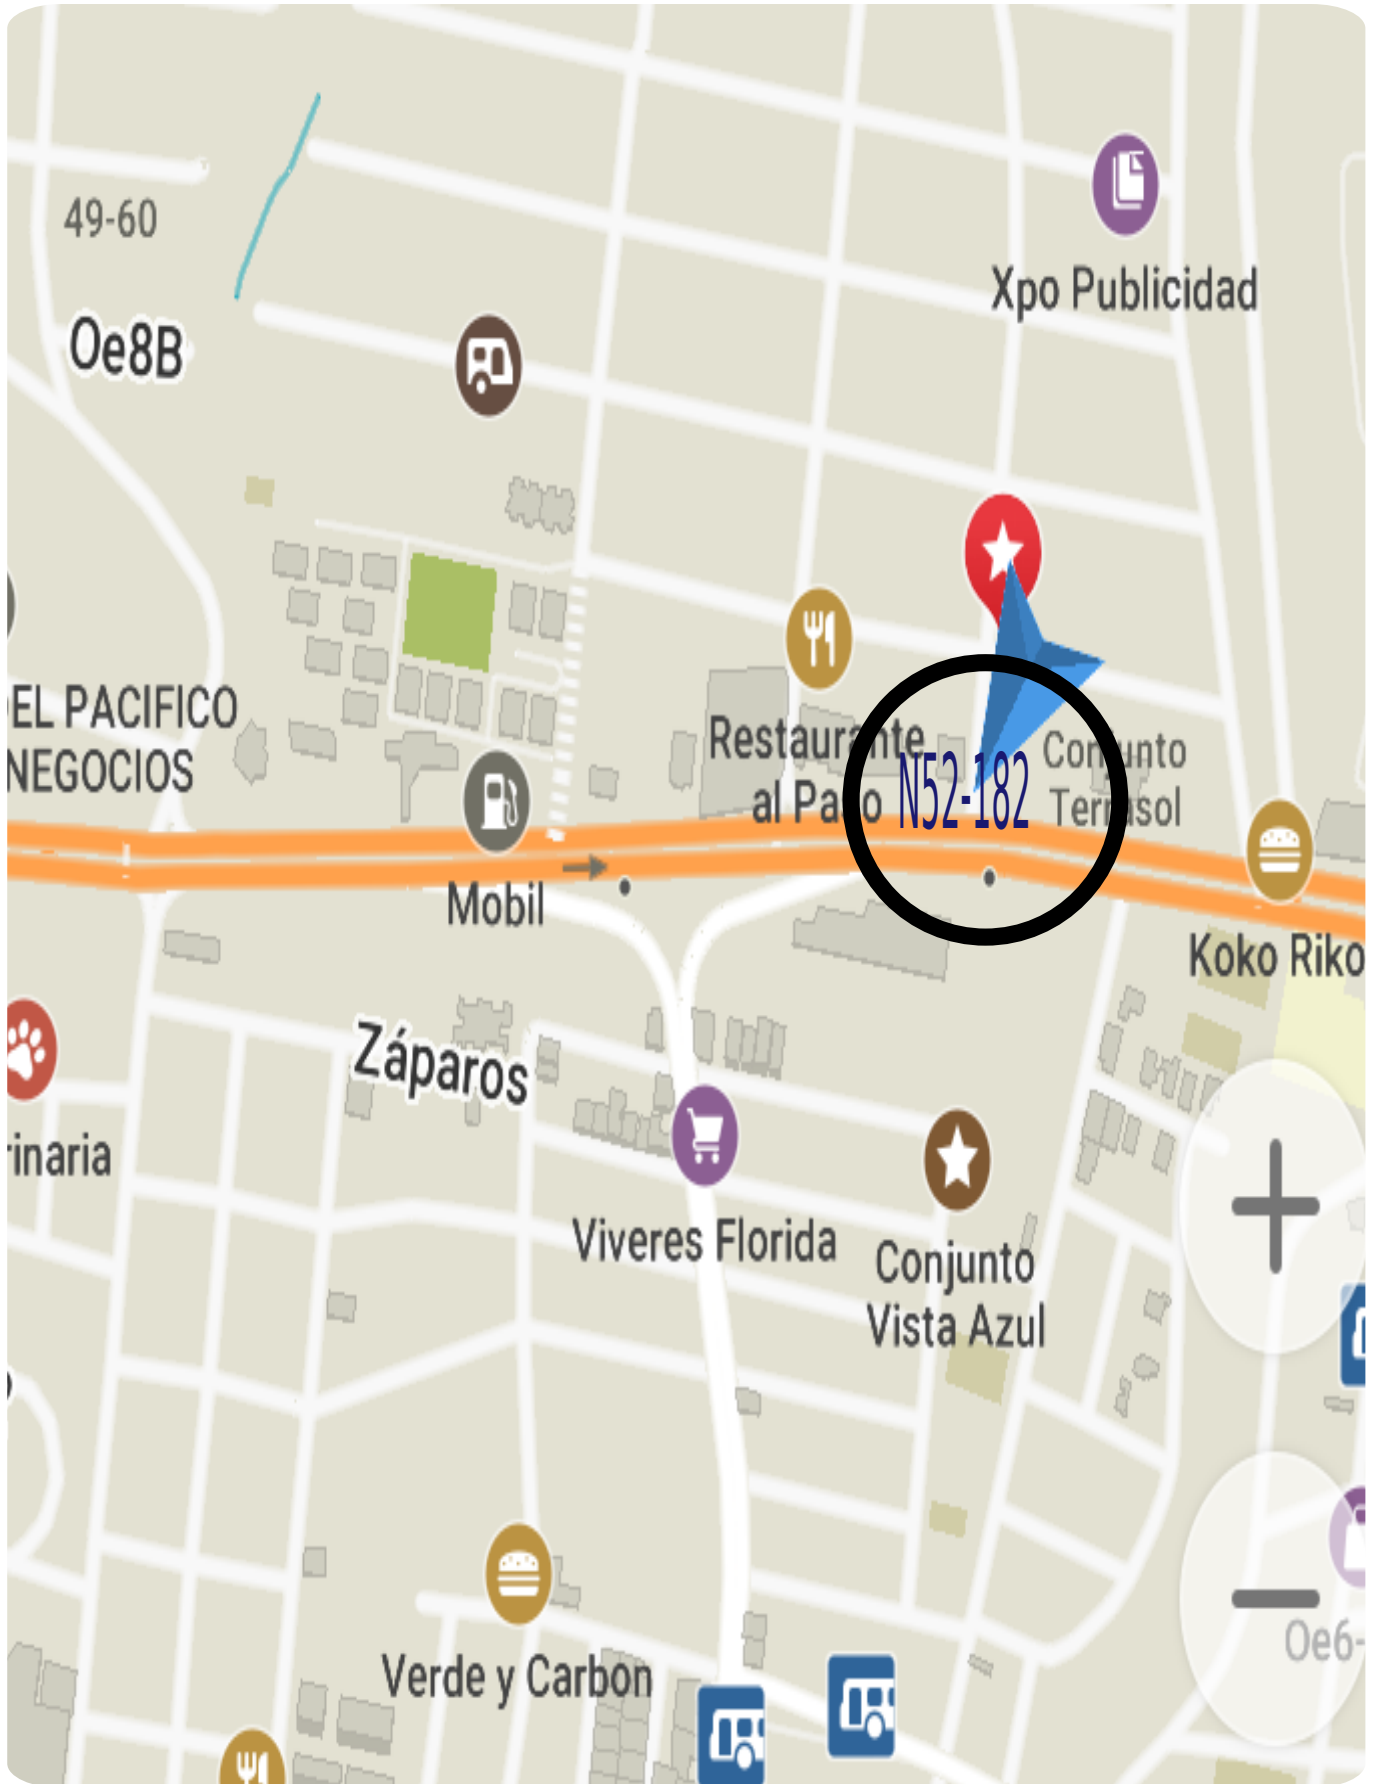 49-60
Xpo Publicidad
Oe8B
EL PACIFICO
NEGOCIOS
Restaurante
al Paso
N52-182
Conjunto
Terrasol
Mobil
Koko Riko
Záparos
rinaria
Viveres Florida
Conjunto
Vista Azul
Verde y Carbon
Oe6-